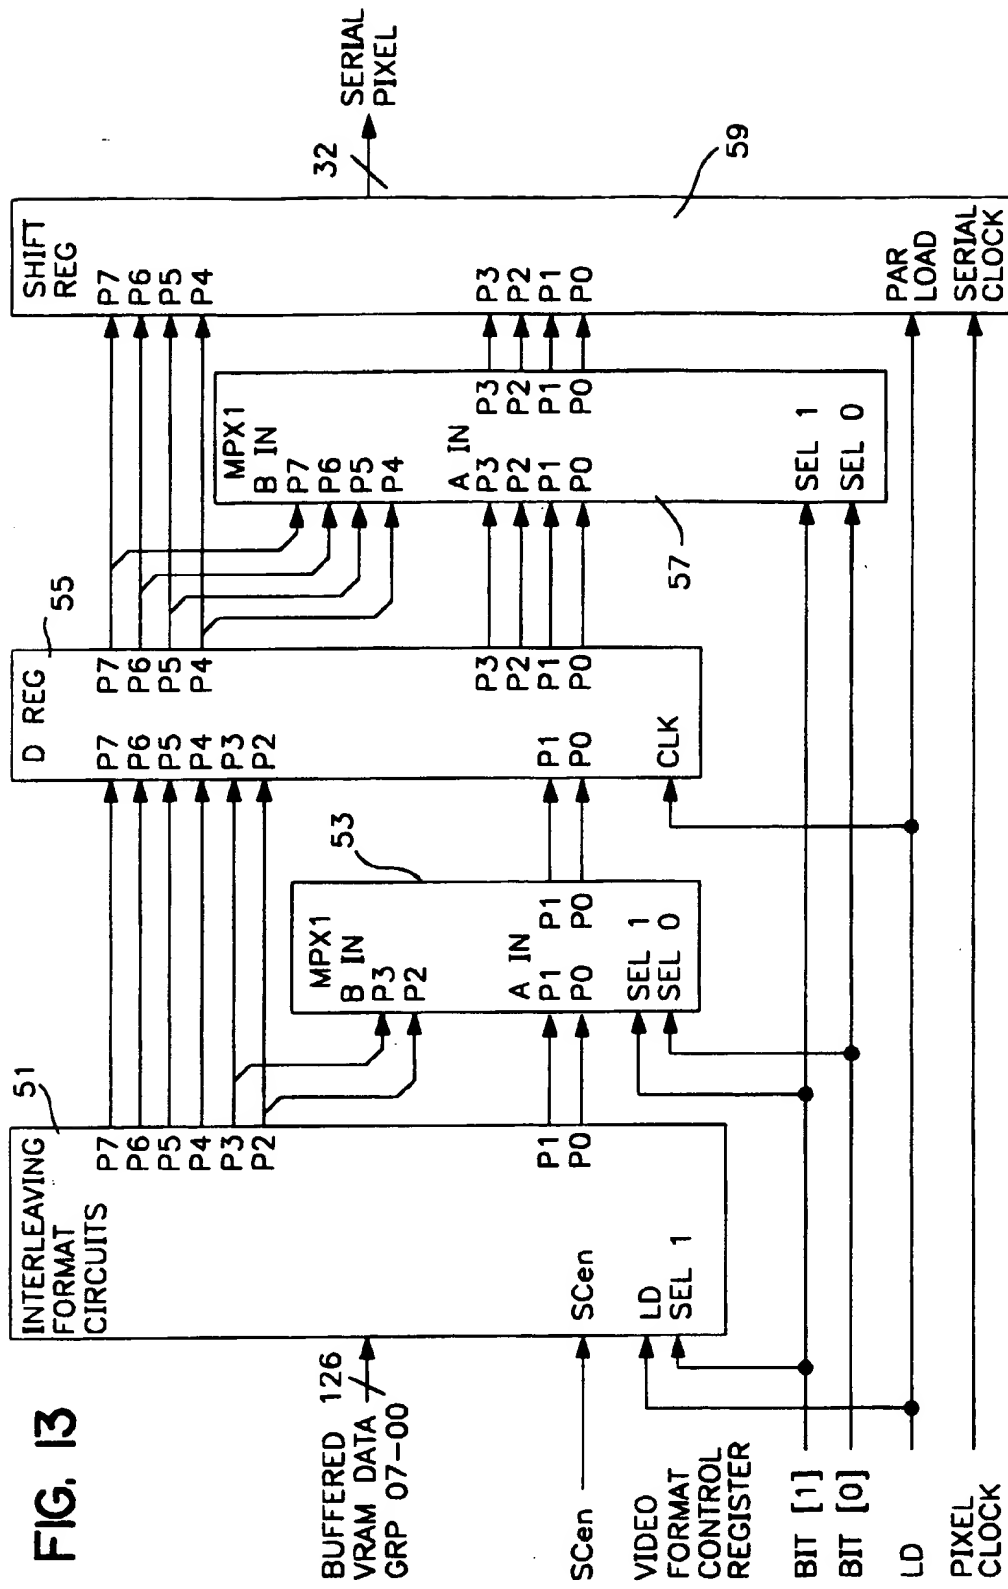 FIG. 13
BUFFERED 126
VRAM DATA
GRP 07-00
SCen
VIDEO
FORMAT
CONTROL
REGISTER
BIT [1]
BIT [0]
LD
PIXEL
CLOCK
51
INTERLEAVING
FORMAT
CIRCUITS
P7
P6
P5
P4
P3
P2
P1
P0
SCen
LD
SEL 1
53
MPX1
B IN
P3
P2
A IN
P1 P1
P0 P0
SEL 1
SEL 0
55
D REG
P7 P7
P6 P6
P5 P5
P4 P4
P3
P2
P3
P2
P1 P1
P0 P0
CLK
57
MPX1
B IN
P7
P6
P5
P4
A IN
P3 P3
P2 P2
P1 P1
P0 P0
SEL 1
SEL 0
SHIFT
REG
P7
P6
P5
P4
P3
P2
P1
P0
PAR
LOAD
SERIAL
CLOCK
59
32
SERIAL
PIXEL